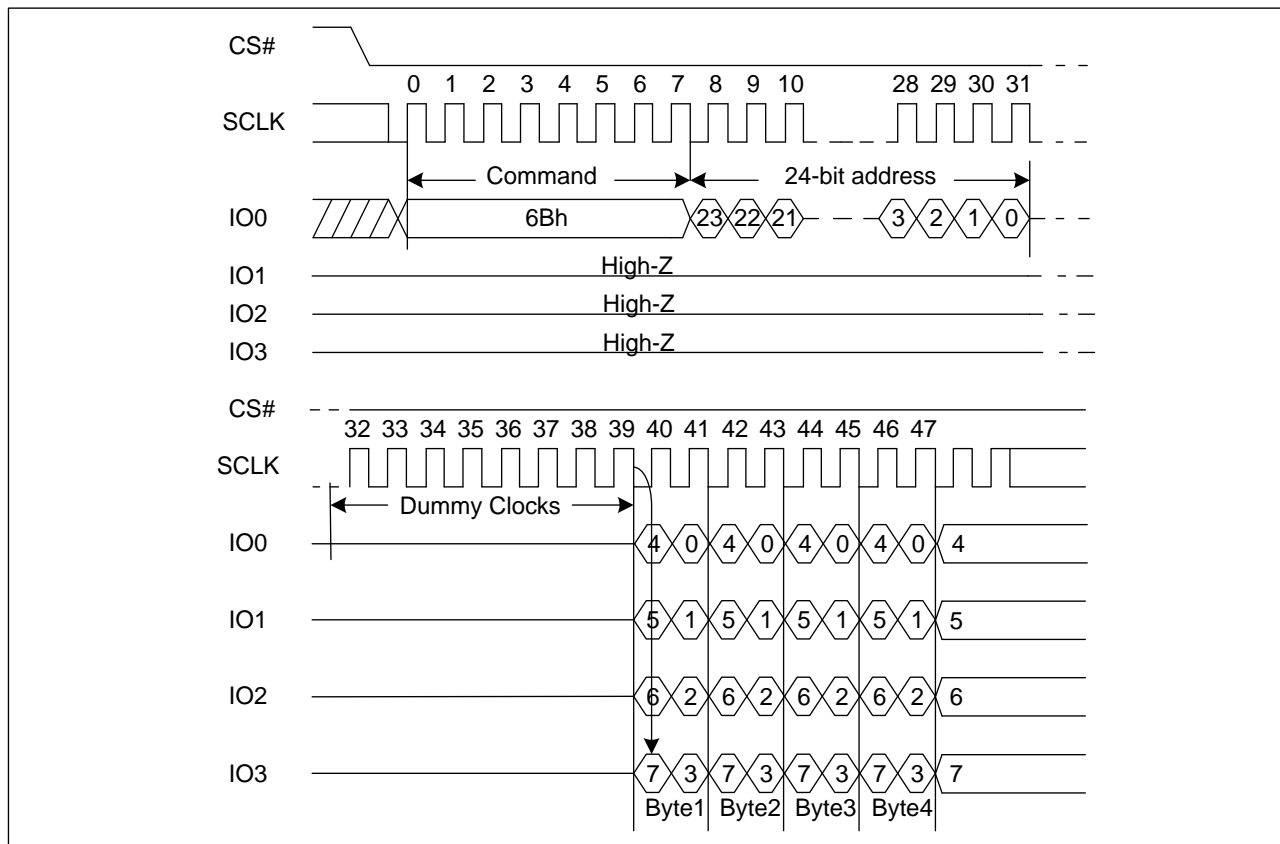 CS#
0 1 2 3 4 5 6 7 8 9 10 28 29 30 31
SCLK
Command 24-bit address
IO0 6Bh 23 22 21 3 2 1 0
IO1 High-Z
IO2 High-Z
IO3 High-Z
CS#
32 33 34 35 36 37 38 39 40 41 42 43 44 45 46 47
SCLK
Dummy Clocks
IO0 4 0 4 0 4 0 4 0 4
IO1 5 1 5 1 5 1 5 1 5
IO2 6 2 6 2 6 2 6 2 6
IO3 7 3 7 3 7 3 7 3 7
Byte1 Byte2 Byte3 Byte4